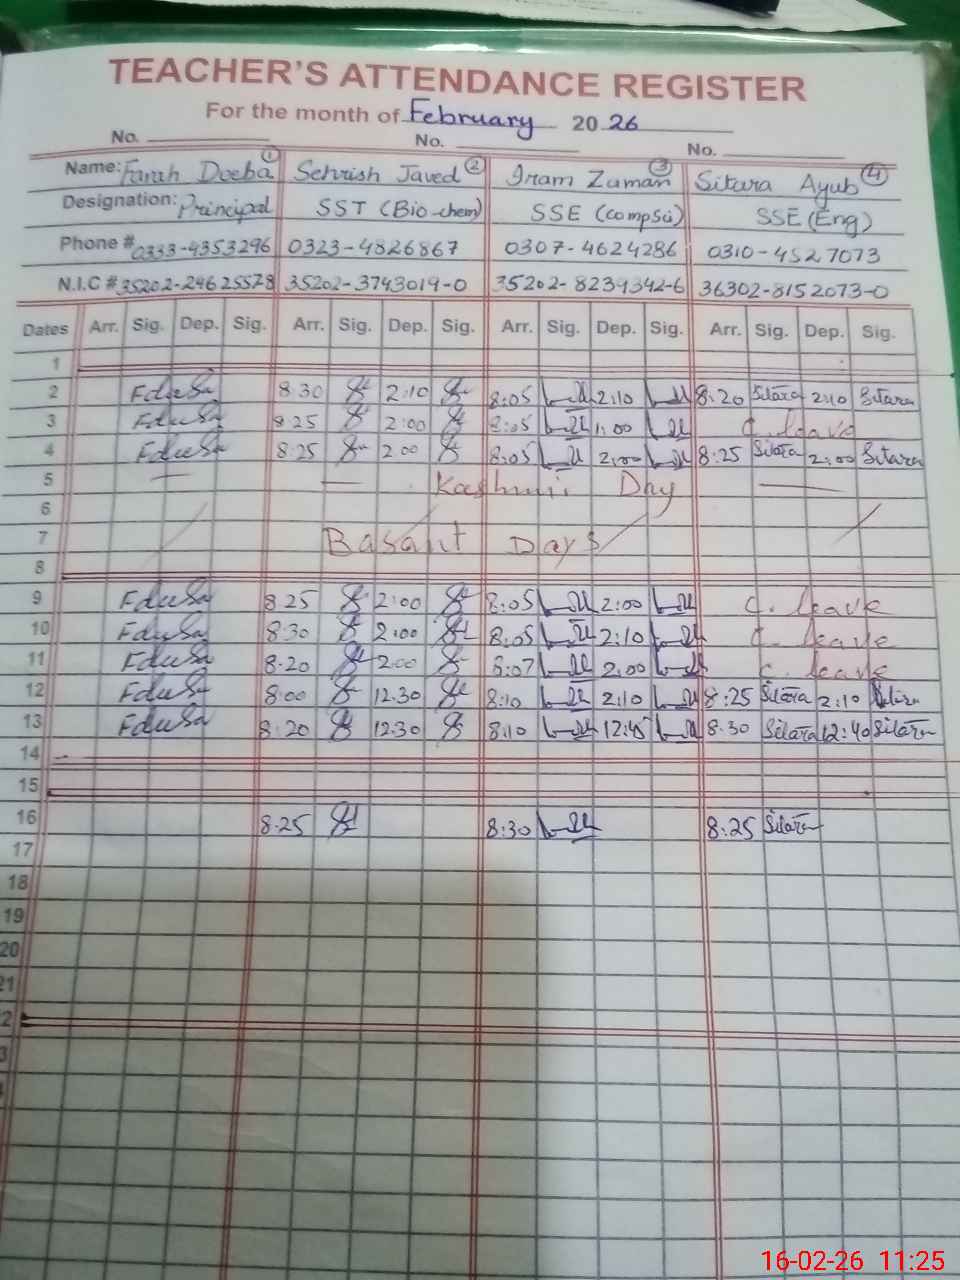 TEACHER'S ATTENDANCE REGISTER
For the month of February 20 26
No. No. No.
Name: Farah Deeba 1 Sehrish Javed 2 Iram Zaman 3 Sitara Ayub 4
Designation: Principal SST (Bio-chem) SSE (compSci) SSE (Eng)
Phone # 0333-4353296 0323-4826867 0307-4624286 0310-4527073
N.I.C # 35202-29625578 35202-3743019-0 35202-8239342-6 36302-8152073-0
Dates Arr. Sig. Dep. Sig. Arr. Sig. Dep. Sig. Arr. Sig. Dep. Sig. Arr. Sig. Dep. Sig.
1
2 8.30 2:10 8:05 2:10 8:20 Sitara 2:10 Sitara
3 8.25 2:00 8:05 1:00 C. leave
4 8.25 2.00 8:05 2:00 8:25 Sitara 2:00 Sitara
5 Kashmir Day
6
7 Basant Days
8
9 8.25 2:00 8:05 2:00 C. leave
10 8:30 2:00 8:05 2:10 C. leave
11 8.20 2:00 8:07 2:00 C. leave
12 8:00 12.30 8:10 2:10 8:25 Sitara 2:10 Sitara
13 8:20 12.30 8:10 12:45 8:30 Sitara 12:40 Sitara
14
15
16 8.25 8:30 8:25 Sitara
17
18
19
20
21
2
3
16-02-26 11:25